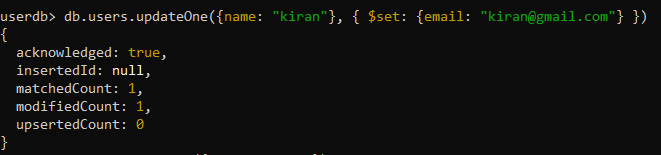 userdb> db.users.updateOne({name: "kiran"}, { $set: {email: "kiran@gmail.com"} })
{
  acknowledged: true,
  insertedId: null,
  matchedCount: 1,
  modifiedCount: 1,
  upsertedCount: 0
}